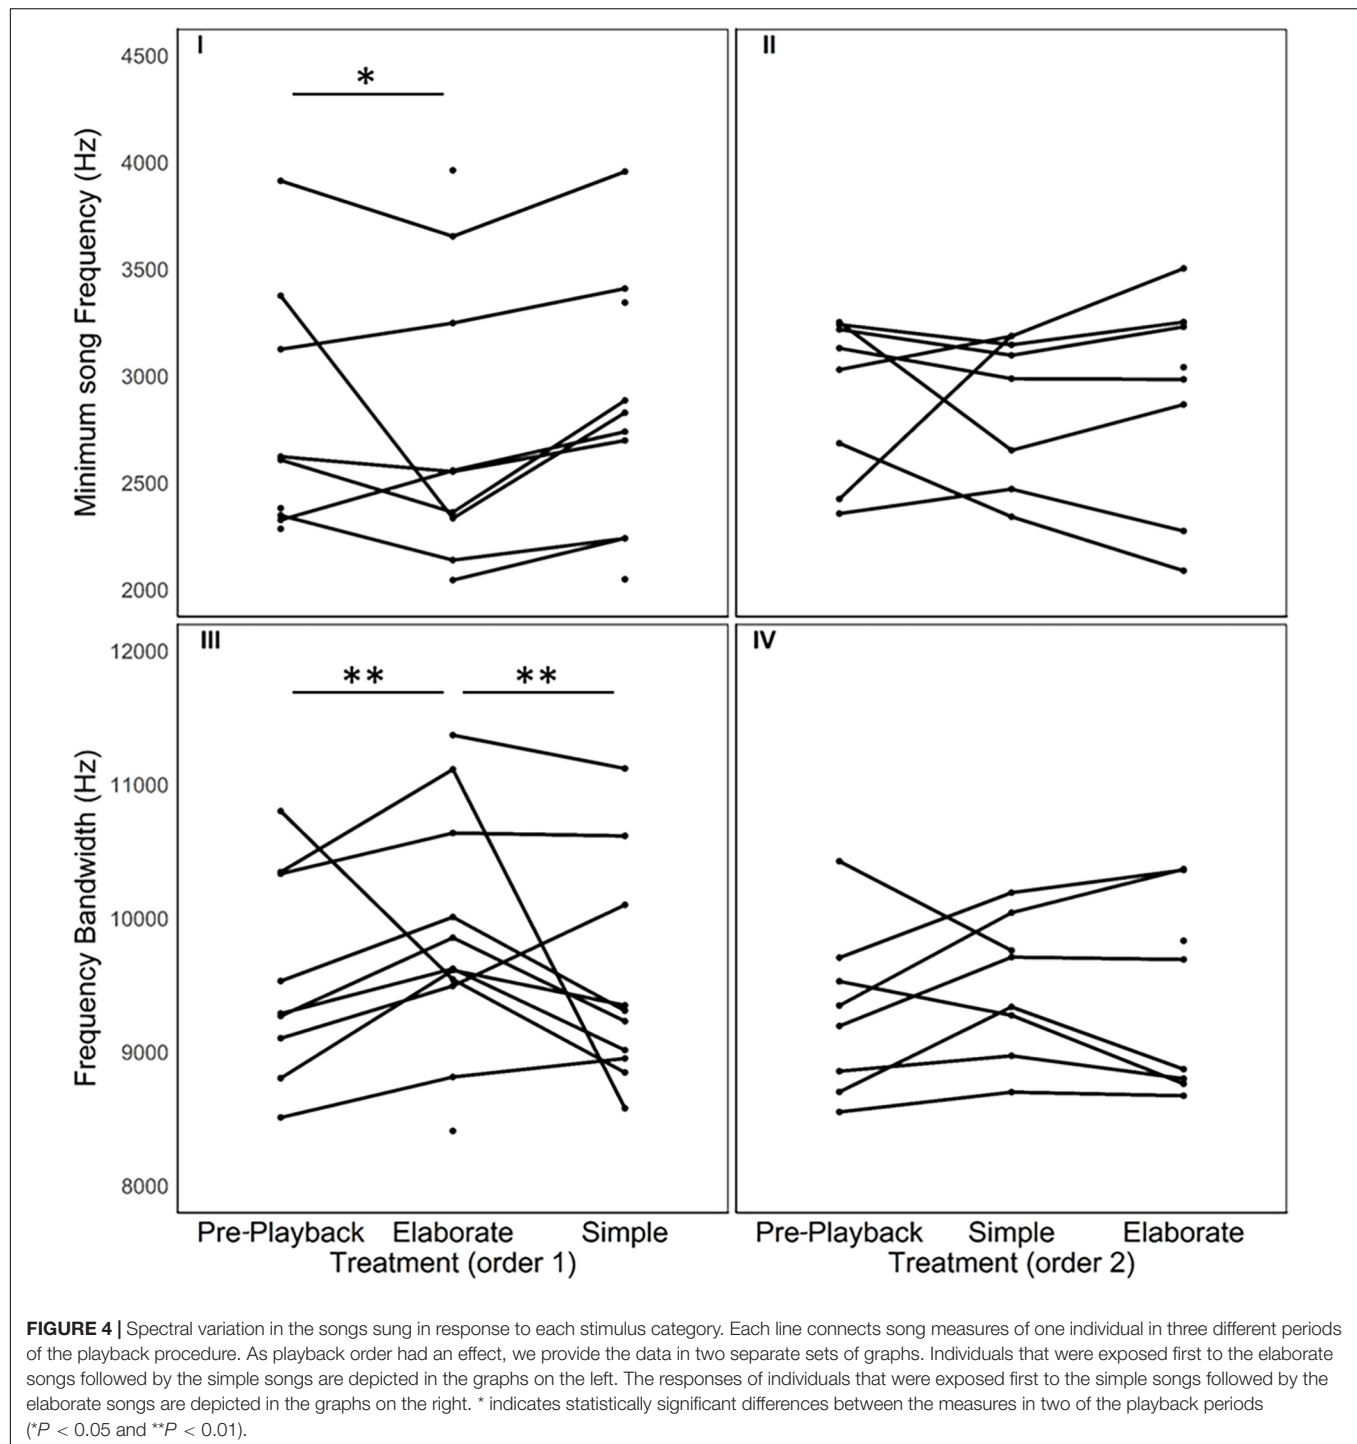 I
II
4500
4000
3500
3000
2500
2000
Minimum song Frequency (Hz)
*
III
IV
12000
11000
10000
9000
8000
Frequency Bandwidth (Hz)
** **
Pre-Playback Elaborate Simple
Treatment (order 1)
Pre-Playback Simple Elaborate
Treatment (order 2)
FIGURE 4 | Spectral variation in the songs sung in response to each stimulus category. Each line connects song measures of one individual in three different periods
of the playback procedure. As playback order had an effect, we provide the data in two separate sets of graphs. Individuals that were exposed first to the elaborate
songs followed by the simple songs are depicted in the graphs on the left. The responses of individuals that were exposed first to the simple songs followed by the
elaborate songs are depicted in the graphs on the right. * indicates statistically significant differences between the measures in two of the playback periods
(*P < 0.05 and **P < 0.01).